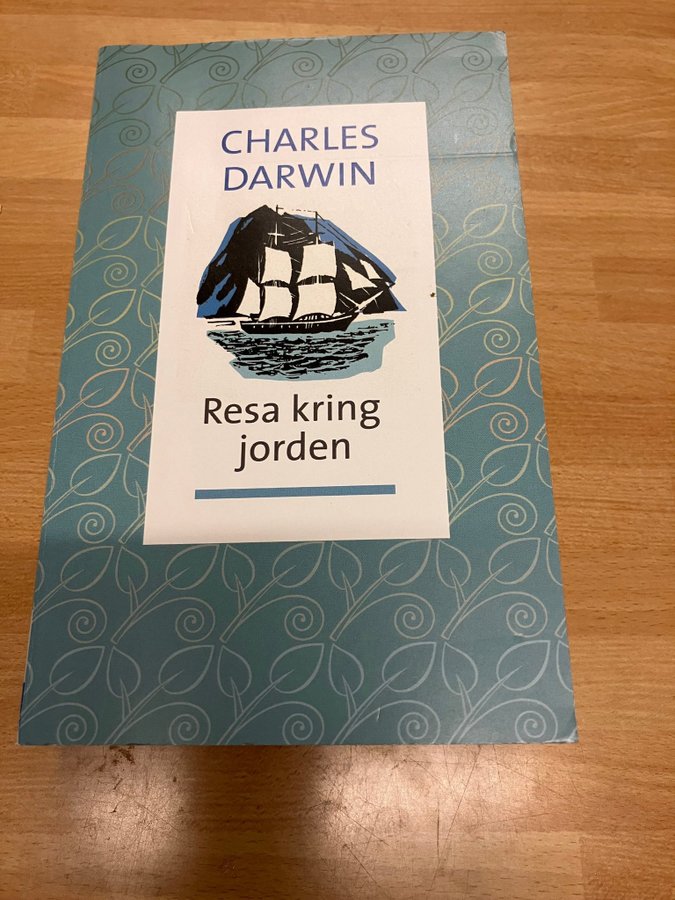 CHARLES
DARWIN
Resa kring
jorden